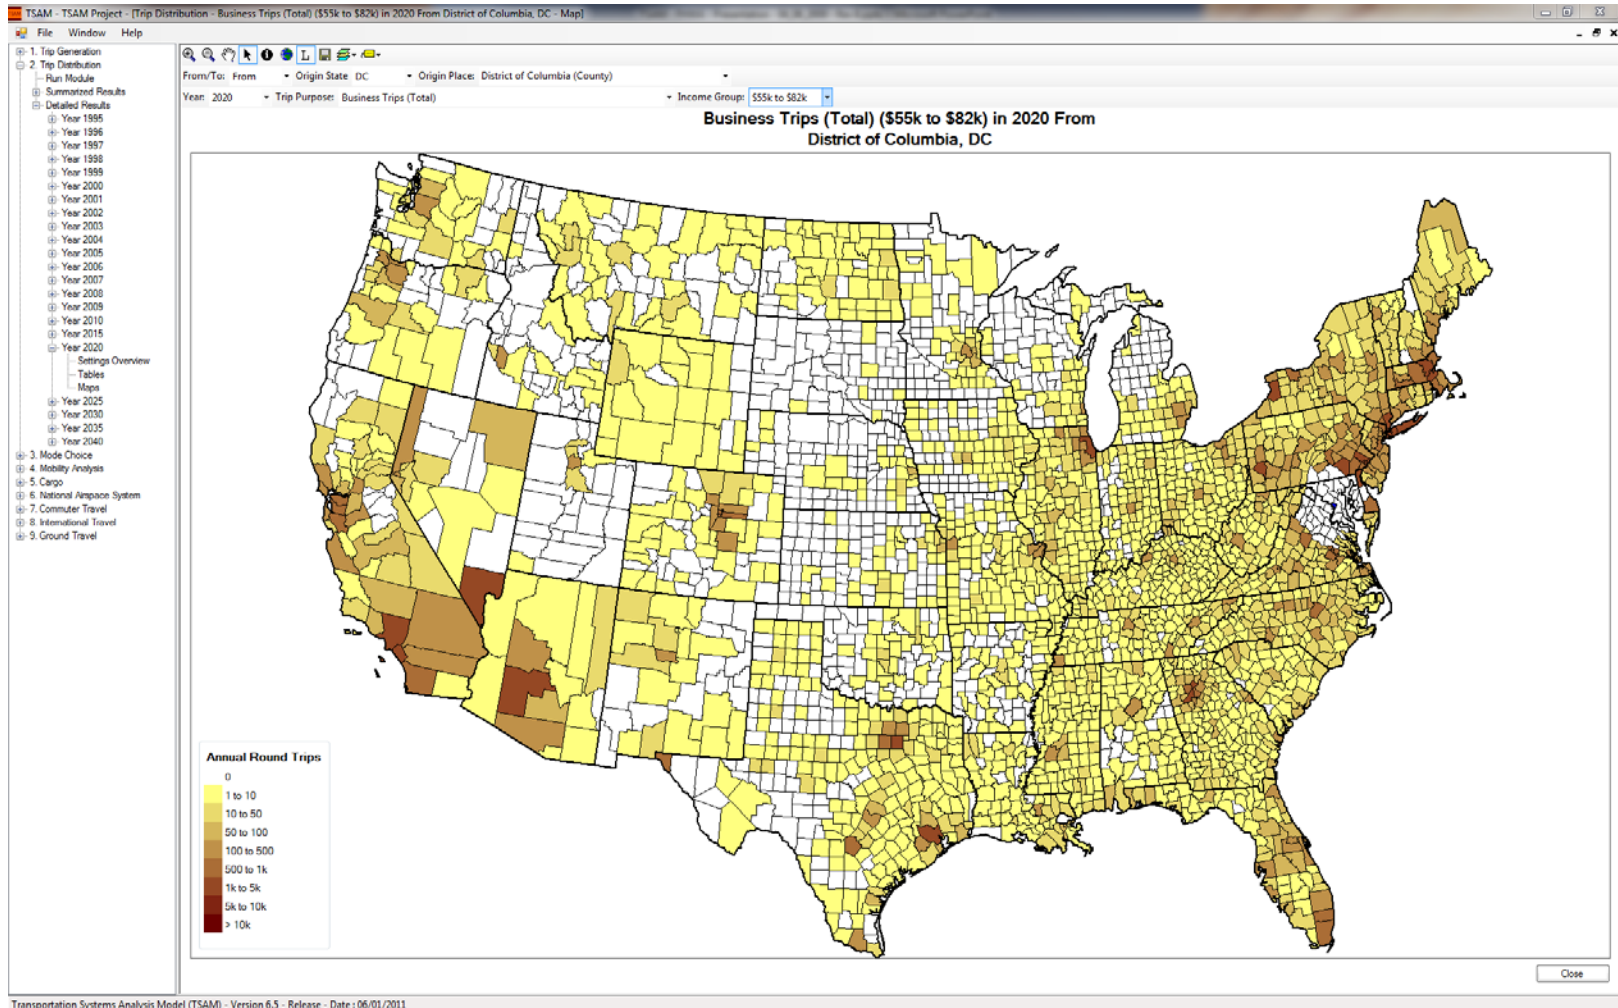 TSAM - TSAM Project - [Trip Distribution - Business Trips (Total) ($55k to $82k) in 2020 From District of Columbia, DC - Map]
File Window Help
1. Trip Generation
2. Trip Distribution
Run Module
Summarized Results
Detailed Results
Year 1995
Year 1996
Year 1997
Year 1998
Year 1999
Year 2000
Year 2001
Year 2002
Year 2003
Year 2004
Year 2005
Year 2006
Year 2007
Year 2008
Year 2009
Year 2010
Year 2015
Year 2020
Settings Overview
Tables
Maps
Year 2025
Year 2030
Year 2035
Year 2040
3. Mode Choice
4. Mobility Analysis
5. Cargo
6. National Airspace System
7. Commuter Travel
8. International Travel
9. Ground Travel
L
From/To: From Origin State DC Origin Place: District of Columbia (County)
Year: 2020 Trip Purpose: Business Trips (Total) Income Group: $55k to $82k
Business Trips (Total) ($55k to $82k) in 2020 From
District of Columbia, DC
Annual Round Trips
0
1 to 10
10 to 50
50 to 100
100 to 500
500 to 1k
1k to 5k
5k to 10k
> 10k
Close
Transportation Systems Analysis Model (TSAM) - Version 6.5 - Release - Date : 06/01/2011